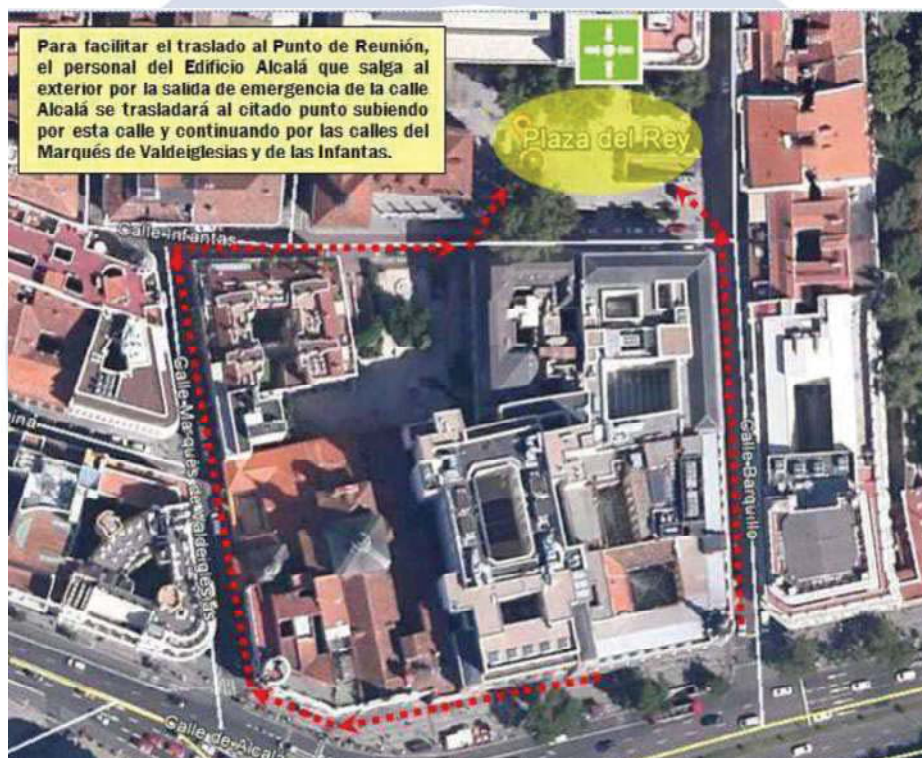 Para facilitar el traslado al Punto de Reunión,
el personal del Edificio Alcalá que salga al
exterior por la salida de emergencia de la calle
Alcalá se trasladará al citado punto subiendo
por esta calle y continuando por las calles del
Marqués de Valdeiglesias y de las Infantas.
Plaza del Rey
Calle Infantas
Calle Marqués de Valdeiglesias
Calle Barquillo
Calle de Alcalá